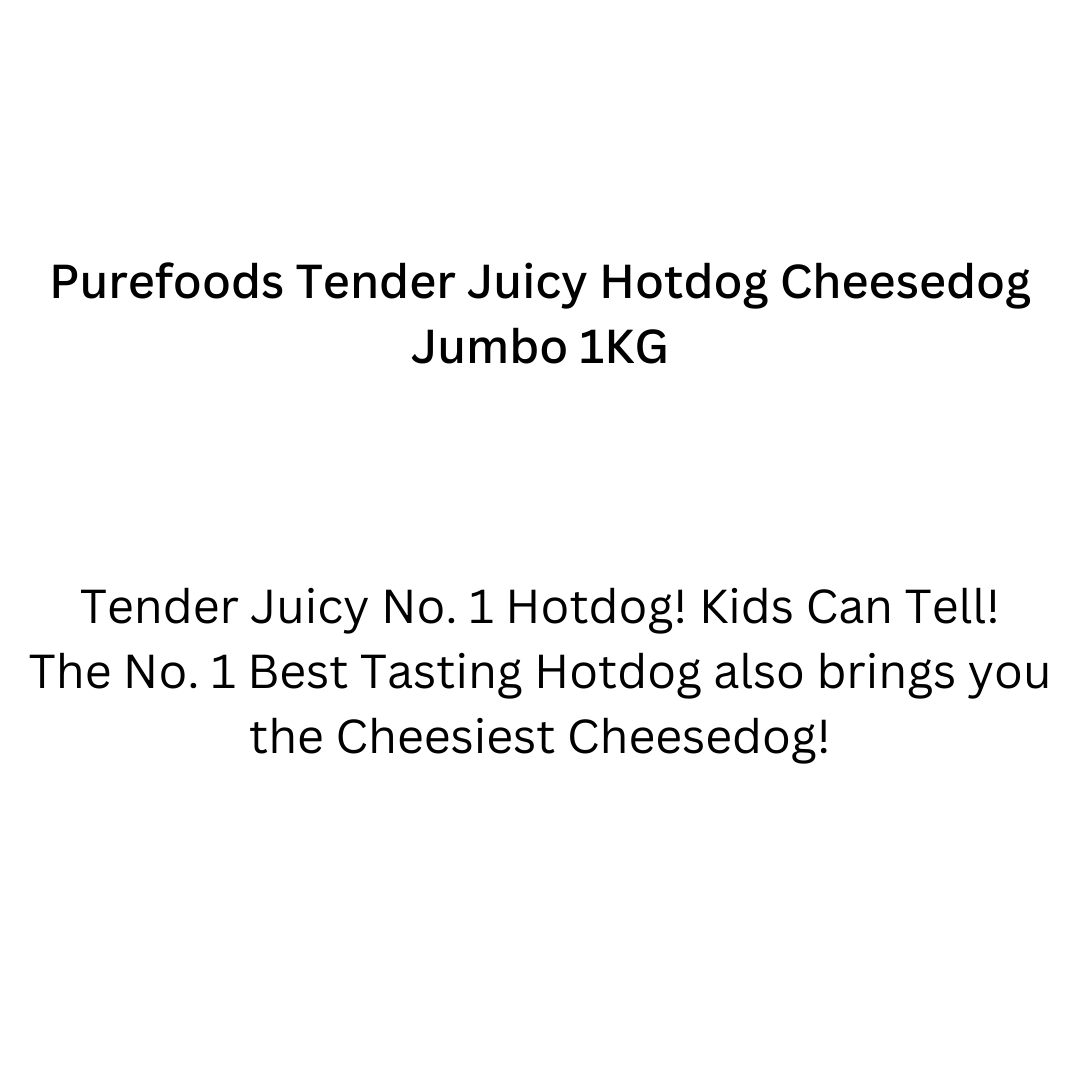 Purefoods Tender Juicy Hotdog Cheesedog
Jumbo 1KG
Tender Juicy No. 1 Hotdog! Kids Can Tell!
The No. 1 Best Tasting Hotdog also brings you
the Cheesiest Cheesedog!